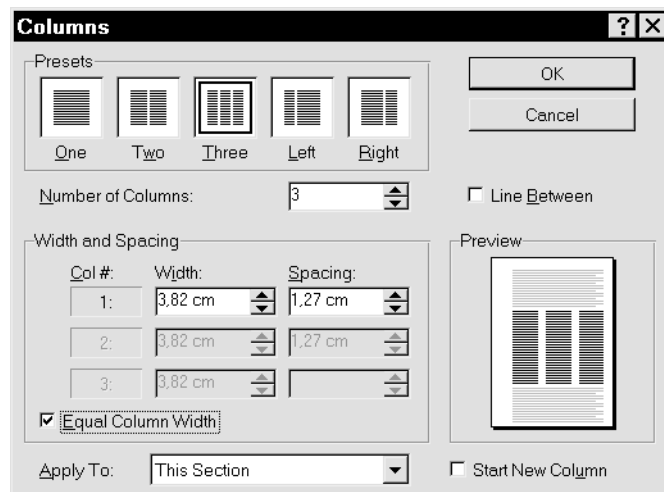 Columns
Presets
One Two Three Left Right
OK
Cancel
Number of Columns: 3
Line Between
Width and Spacing
Col #: Width: Spacing:
1: 3,82 cm 1,27 cm
2: 3,82 cm 1,27 cm
3: 3,82 cm
Equal Column Width
Preview
Apply To: This Section
Start New Column